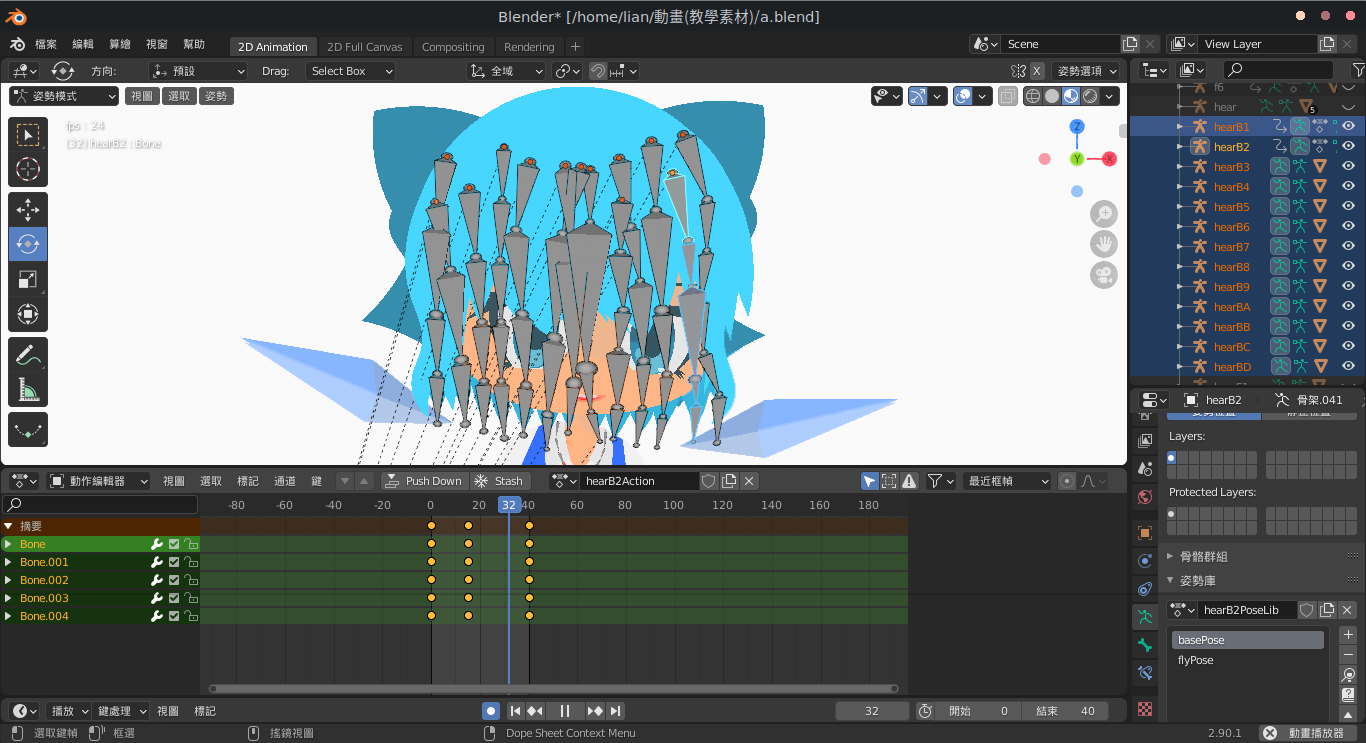 Blender* [/home/lian/動畫(教學素材)/a.blend]
檔案 編輯 算繪 視窗 幫助 2D Animation 2D Full Canvas Compositing Rendering + Scene View Layer
方向: 預設 Drag: Select Box 全域 X 姿勢選項
姿勢模式 視圖 選取 姿勢
fps : 24
(32) hearB2 : Bone
Z
Y
X
f6
hear 5
hearB1
hearB2
hearB3
hearB4
hearB5
hearB6
hearB7
hearB8
hearB9
hearBA
hearBB
hearBC
hearBD
hearB2 骨架.041
姿勢位置 靜止位置
Layers:
Protected Layers:
骨骼群組
姿勢庫
hearB2PoseLib
basePose
flyPose
動作編輯器 視圖 選取 標記 通道 鍵 Push Down Stash hearB2Action 最近框幀
-80 -60 -40 -20 0 20 32 40 60 80 100 120 140 160 180
摘要
Bone
Bone.001
Bone.002
Bone.003
Bone.004
播放 鍵處理 視圖 標記 32 開始 0 結束 40
選取鍵幀 框選 搖鏡視圖 Dope Sheet Context Menu 2.90.1 動畫播放器